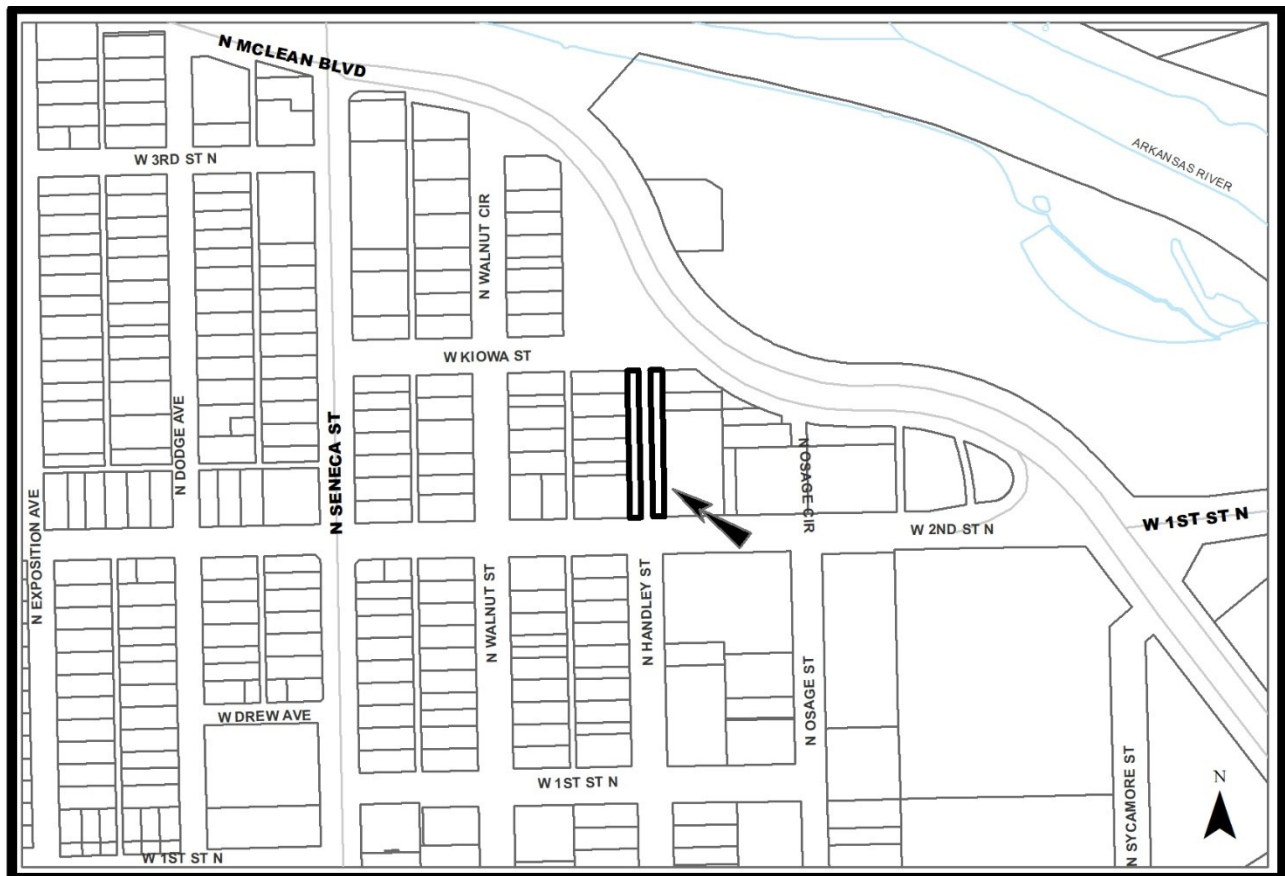 N MCLEAN BLVD
W 3RD ST N
ARKANSAS RIVER
N WALNUT CIR
W KIOWA ST
N DODGE AVE
N SENECA ST
N EXPOSITION AVE
N OSAGE CIR
W 2ND ST N
W 1ST ST N
N WALNUT ST
N HANDLEY ST
N OSAGE ST
W DREW AVE
W 1ST ST N
N SYCAMORE ST
N
W 1ST ST N